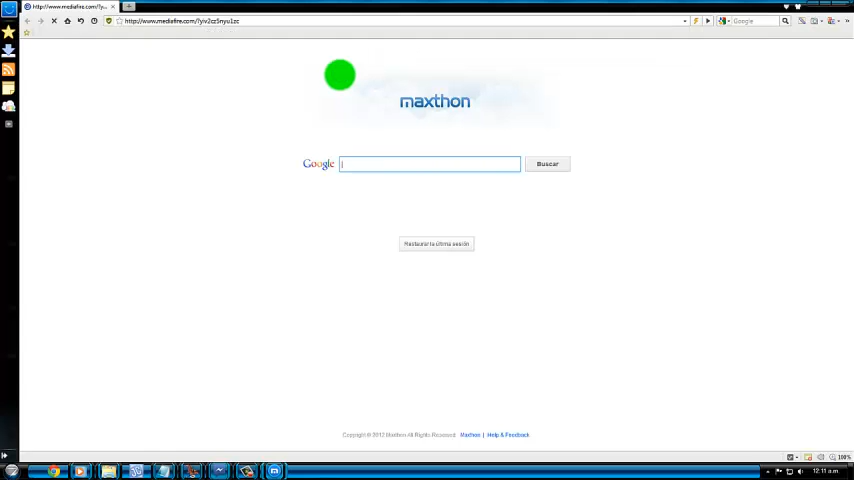 http://www.mediafire.com/?y...
http://www.mediafire.com/?yiv2cz5nyu1zc
Google
maxthon
Google
Buscar
Restaurar la última sesión
Copyright © 2012 Maxthon All Rights Reserved Maxthon | Help & Feedback
100%
12:11 a.m.